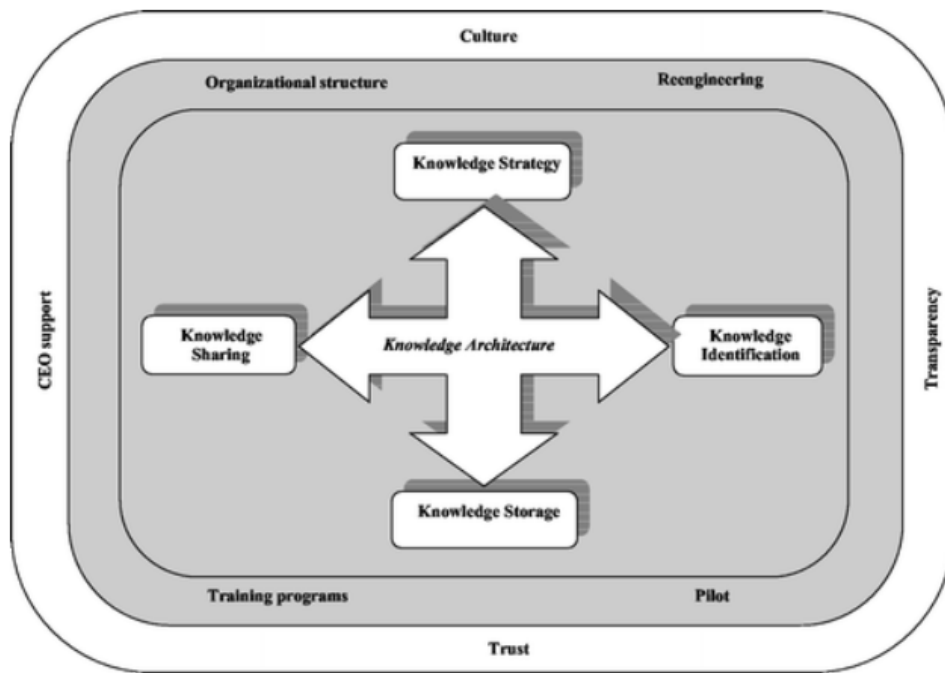 Culture
Organizational structure
Reengineering
Knowledge Strategy
CEO support
Knowledge
Sharing
Knowledge Architecture
Knowledge
Identification
Transparency
Knowledge Storage
Training programs
Pilot
Trust